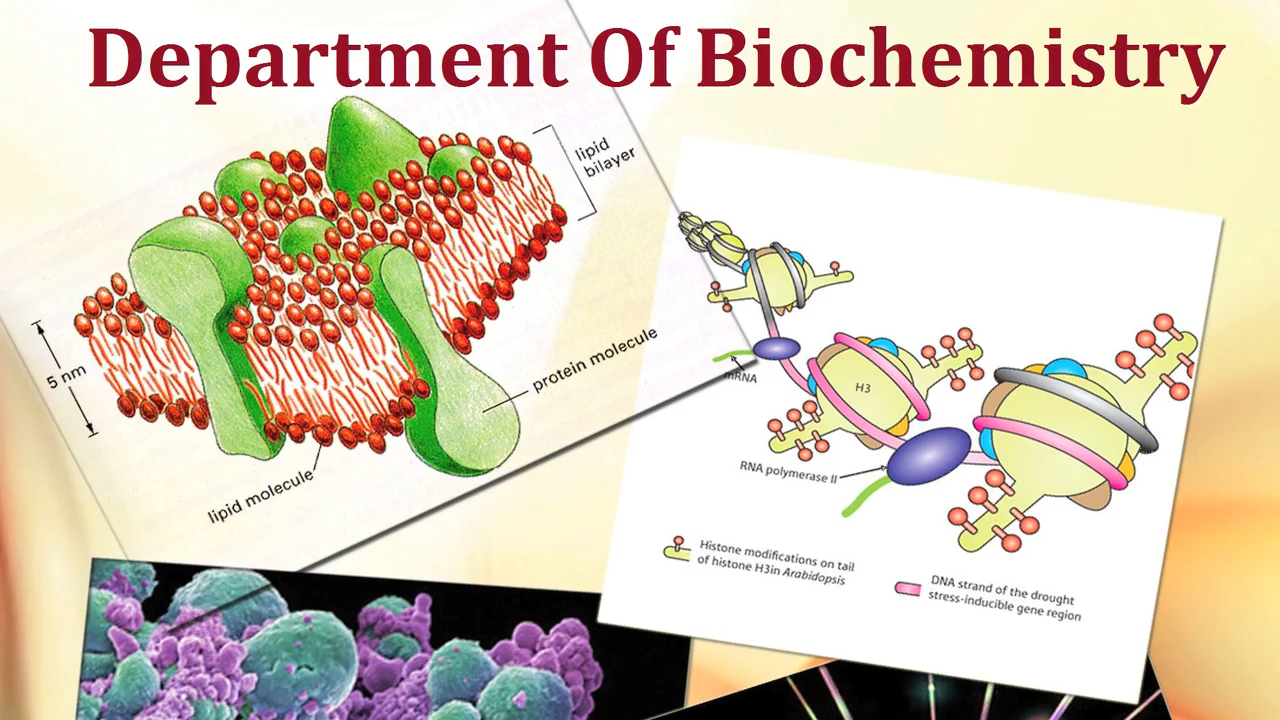 Department Of Biochemistry
lipid
bilayer
5 nm
protein molecule
lipid molecule
mRNA
H3
RNA polymerase II
Histone modifications on tail
of histone H3in Arabidopsis
DNA strand of the drought
stress-inducible gene region